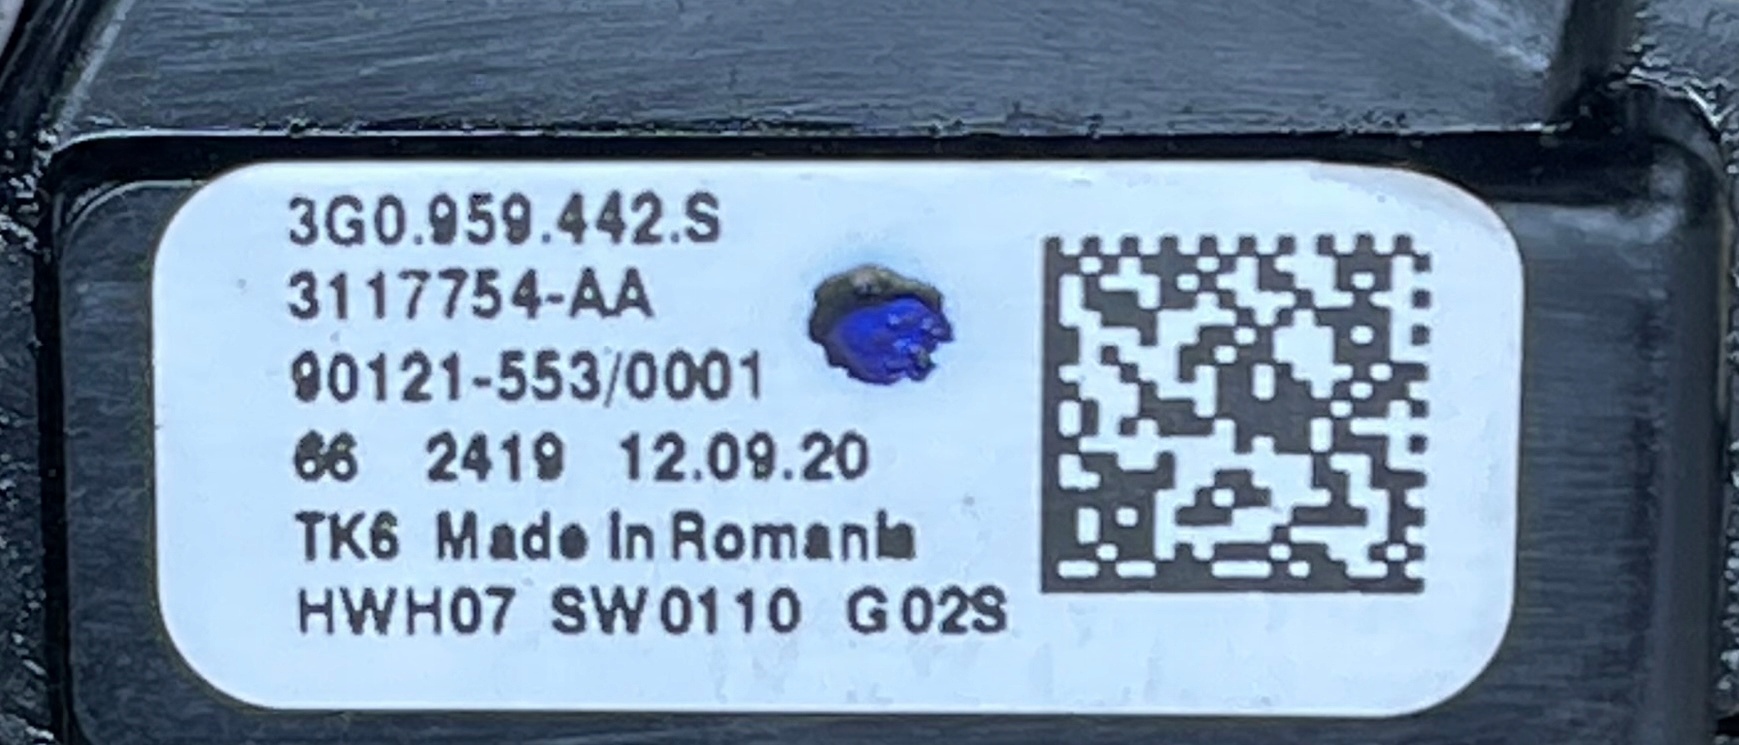 3G0.959.442.S
3117754-AA
90121-553/0001
66 2419 12.09.20
TK6 Made In Romania
HWH07 SW0110 G02S